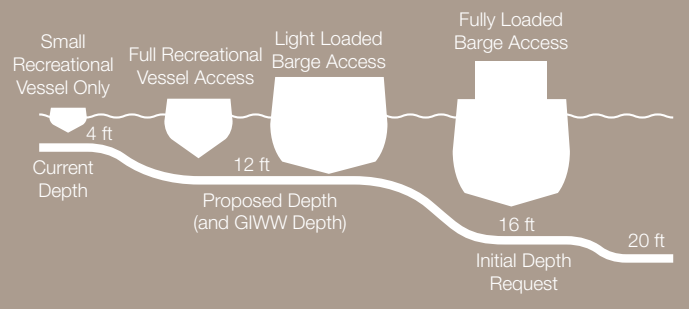 Small
Recreational
Vessel Only
Full Recreational
Vessel Access
Light Loaded
Barge Access
Fully Loaded
Barge Access
4 ft
Current
Depth
12 ft
Proposed Depth
(and GIWW Depth)
16 ft
Initial Depth
Request
20 ft